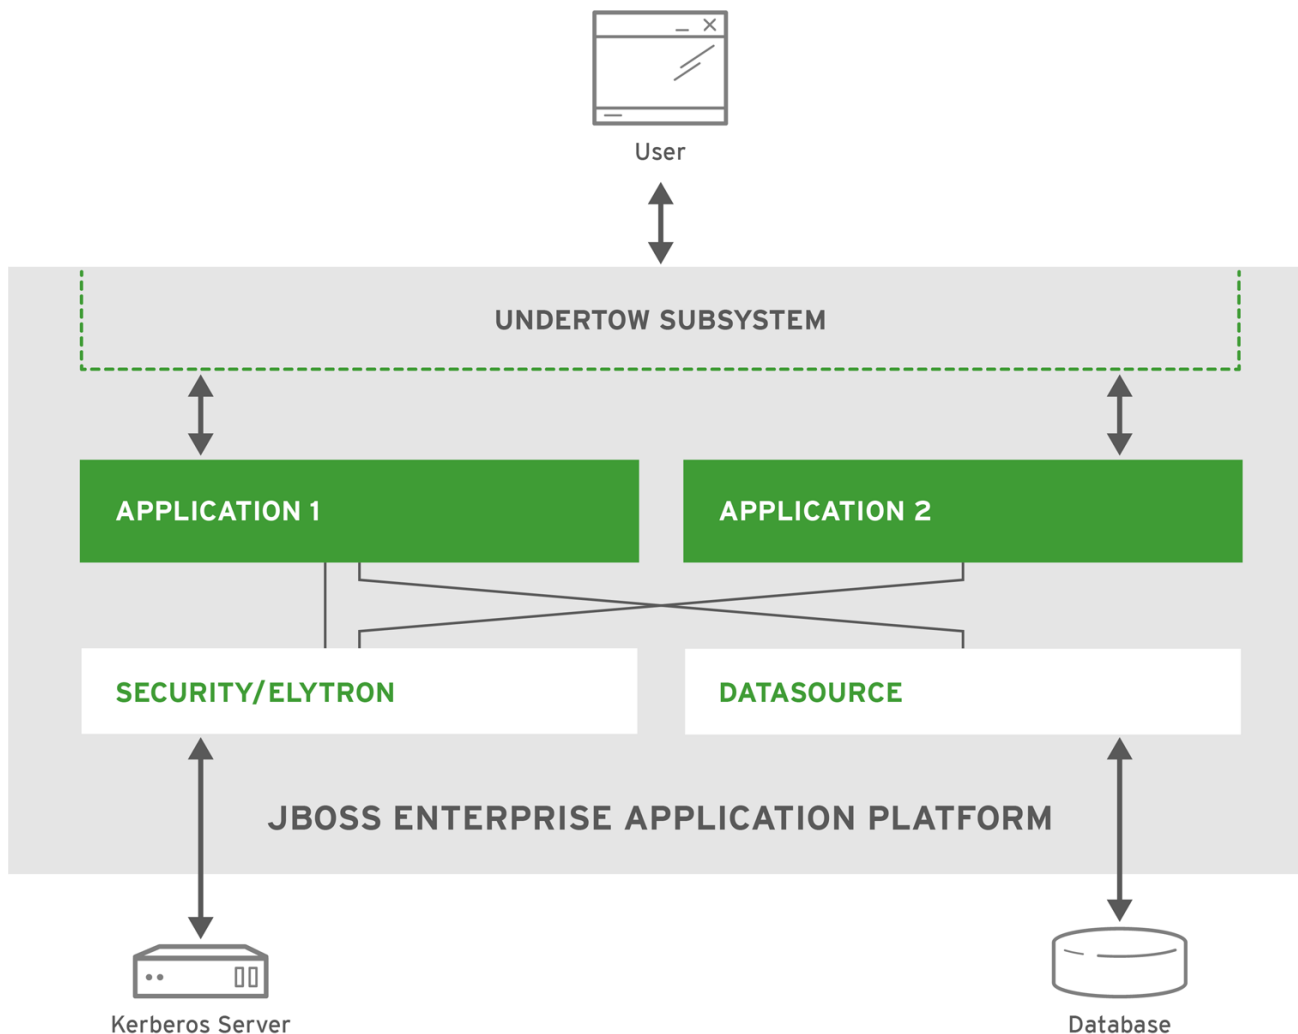 User
UNDERTOW SUBSYSTEM
APPLICATION 1
APPLICATION 2
SECURITY/ELYTRON
DATASOURCE
JBOSS ENTERPRISE APPLICATION PLATFORM
Kerberos Server
Database